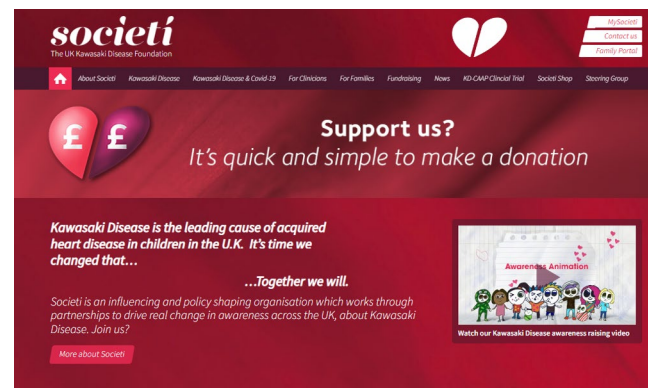 societi
The UK Kawasaki Disease Foundation
MySocieti
Contact us
Family Portal
About Societi Kawasaki Disease Kawasaki Disease & Covid-19 For Clinicians For Families Fundraising News KD-CAAP Clincial Trial Societi Shop Steering Group
£ £
Support us?
It's quick and simple to make a donation
Kawasaki Disease is the leading cause of acquired
heart disease in children in the U.K. It's time we
changed that...
...Together we will.
Societi is an influencing and policy shaping organisation which works through
partnerships to drive real change in awareness across the UK, about Kawasaki
Disease. Join us?
More about Societi
Awareness Animation
Watch our Kawasaki Disease awareness raising video